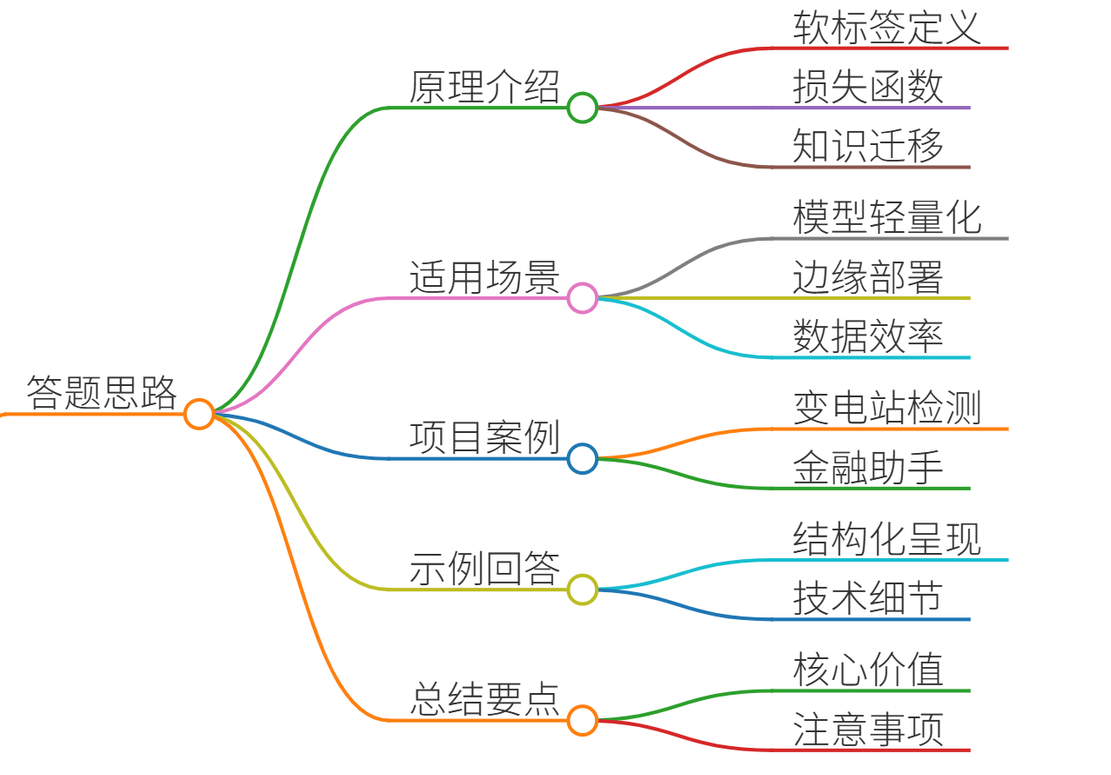 答题思路
原理介绍
软标签定义
损失函数
知识迁移
适用场景
模型轻量化
边缘部署
数据效率
项目案例
变电站检测
金融助手
示例回答
结构化呈现
技术细节
总结要点
核心价值
注意事项